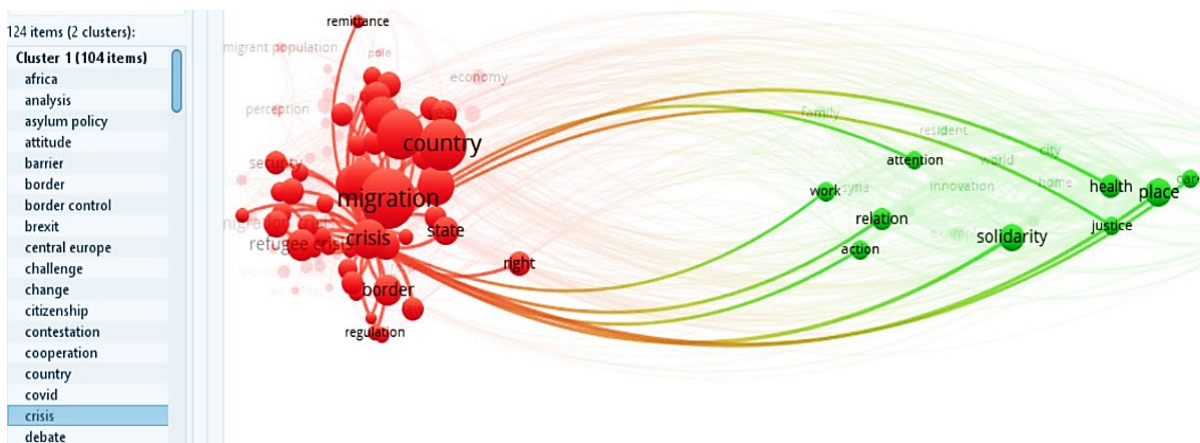 124 items (2 clusters):
Cluster 1 (104 items)
africa
analysis
asylum policy
attitude
barrier
border
border control
brexit
central europe
challenge
change
citizenship
contestation
cooperation
country
covid
crisis
debate
remittance
migrant population
pole
economy
perception
country
security
migration
crisis
state
refugee crisis
right
border
regulation
family
resident
city
attention
world
work
syria
innovation
home
health
place
relation
justice
action
solidarity